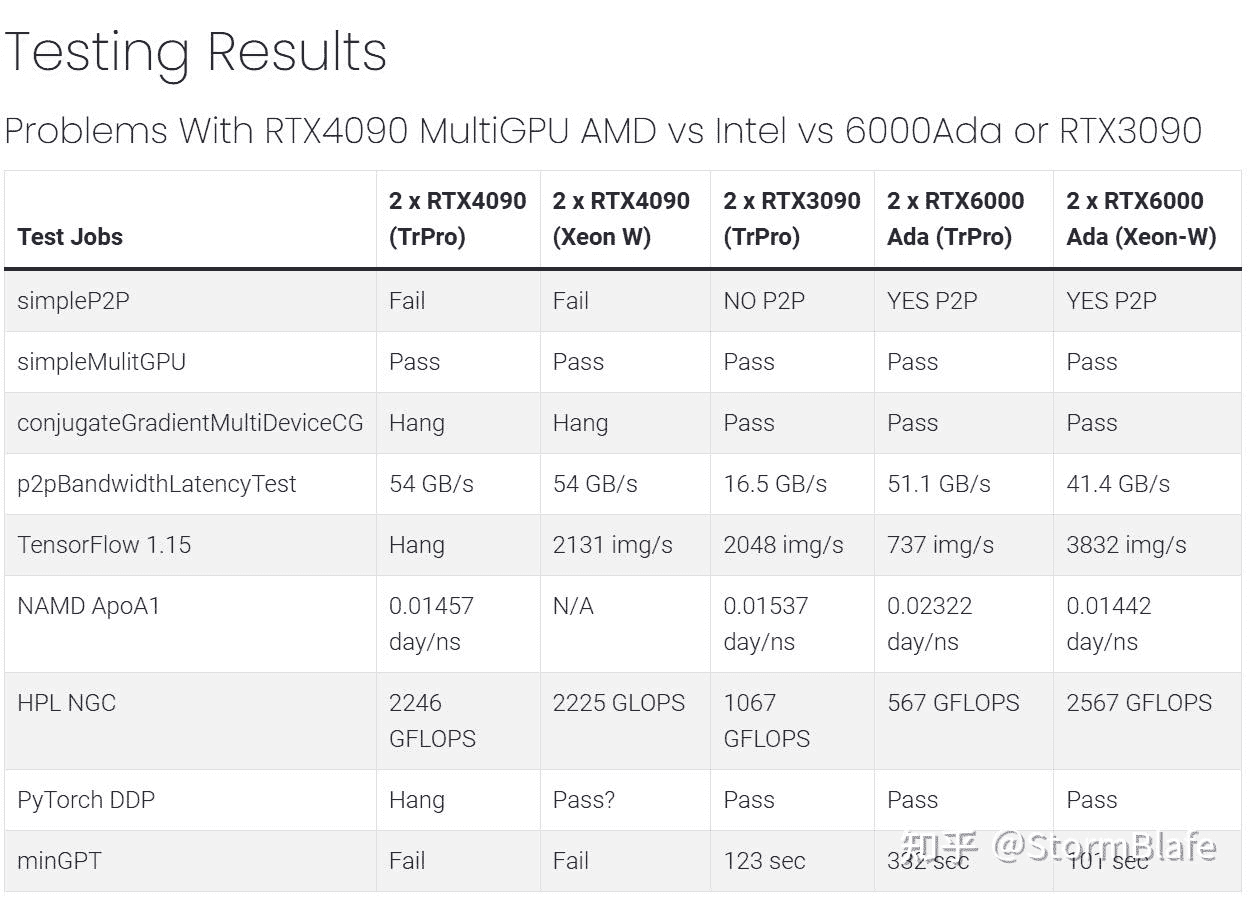 Testing Results
Problems With RTX4090 MultiGPU AMD vs Intel vs 6000Ada or RTX3090
Test Jobs | 2 x RTX4090 (TrPro) | 2 x RTX4090 (Xeon W) | 2 x RTX3090 (TrPro) | 2 x RTX6000 Ada (TrPro) | 2 x RTX6000 Ada (Xeon-W)
simpleP2P | Fail | Fail | NO P2P | YES P2P | YES P2P
simpleMulitGPU | Pass | Pass | Pass | Pass | Pass
conjugateGradientMultiDeviceCG | Hang | Hang | Pass | Pass | Pass
p2pBandwidthLatencyTest | 54 GB/s | 54 GB/s | 16.5 GB/s | 51.1 GB/s | 41.4 GB/s
TensorFlow 1.15 | Hang | 2131 img/s | 2048 img/s | 737 img/s | 3832 img/s
NAMD ApoA1 | 0.01457 day/ns | N/A | 0.01537 day/ns | 0.02322 day/ns | 0.01442 day/ns
HPL NGC | 2246 GFLOPS | 2225 GLOPS | 1067 GFLOPS | 567 GFLOPS | 2567 GFLOPS
PyTorch DDP | Hang | Pass? | Pass | Pass | Pass
minGPT | Fail | Fail | 123 sec | 332 sec | 101 sec
知乎 @StormBlafe